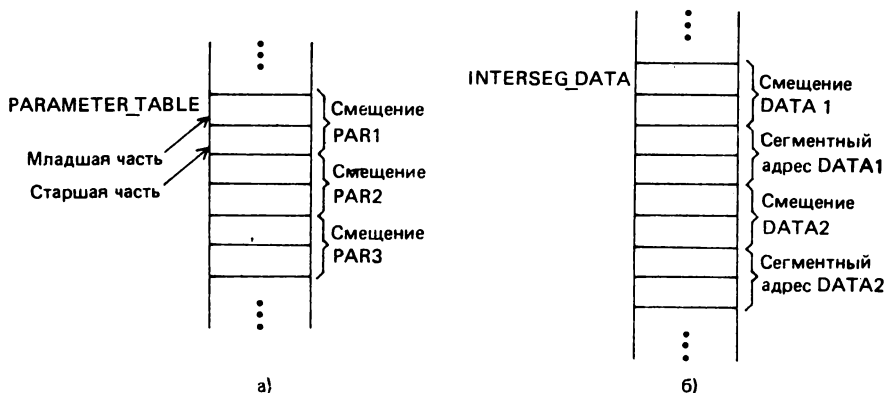 PARAMETER_TABLE
Младшая часть
Старшая часть
Смещение
PAR1
Смещение
PAR2
Смещение
PAR3
а)
INTERSEG_DATA
Смещение
DATA 1
Сегментный
адрес DATA1
Смещение
DATA2
Сегментный
адрес DATA2
б)